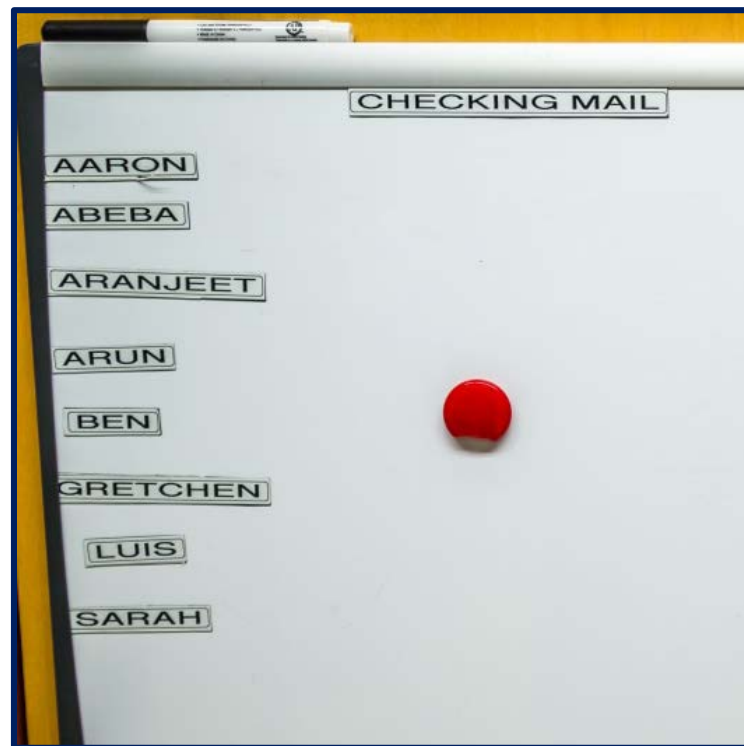 CHECKING MAIL
AARON
ABEBA
ARANJEET
ARUN
BEN
GRETCHEN
LUIS
SARAH